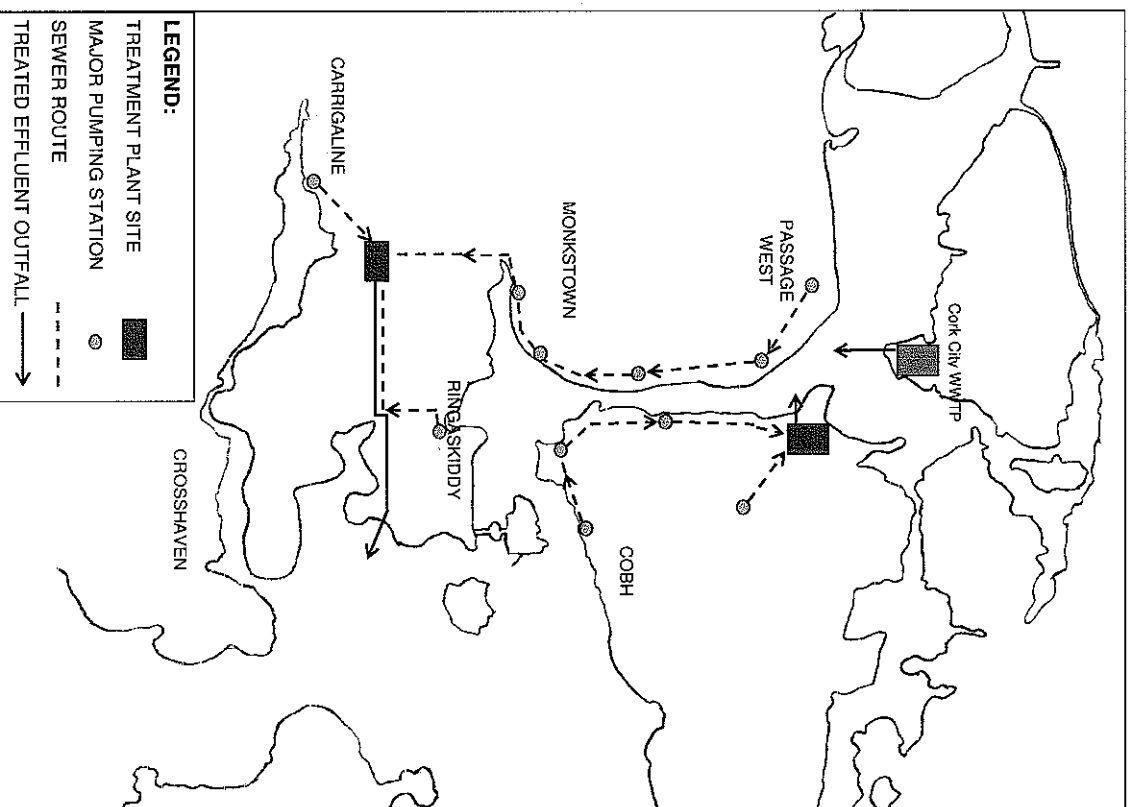 Cork City WWTP
PASSAGE
WEST
MONKSTOWN
COBH
RINGASKIDDY
CARRIGALINE
CROSSHAVEN
LEGEND:
TREATMENT PLANT SITE
MAJOR PUMPING STATION
SEWER ROUTE
TREATED EFFLUENT OUTFALL